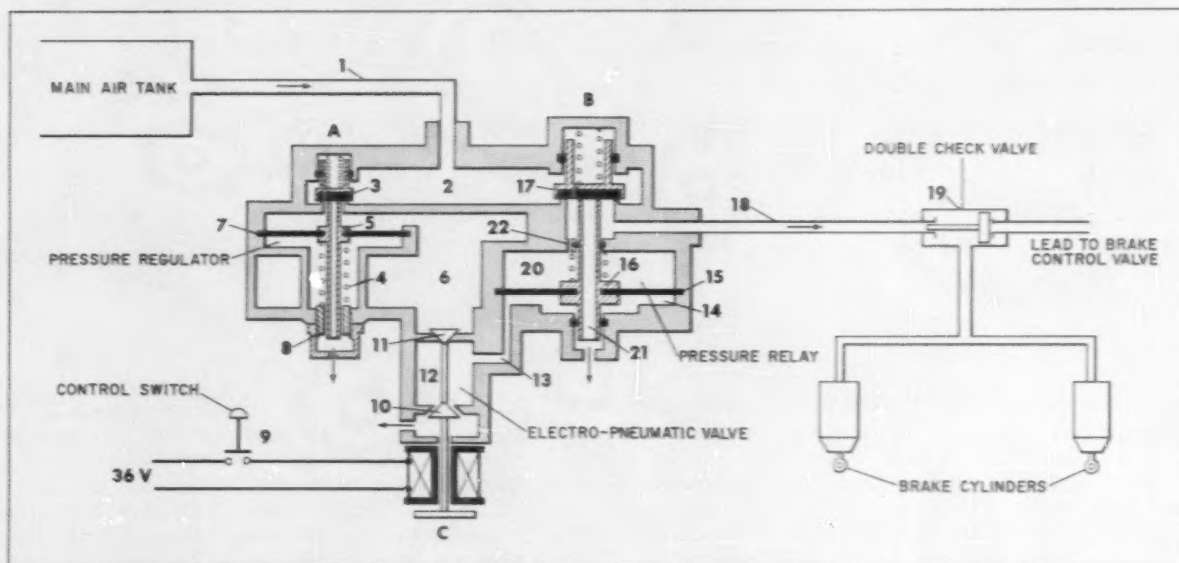 MAIN AIR TANK
1
A
B
DOUBLE CHECK VALVE
2
3
17
18
19
7
5
22
LEAD TO BRAKE
CONTROL VALVE
PRESSURE REGULATOR
4
6
20
16
15
14
8
11
21
PRESSURE RELAY
12
13
CONTROL SWITCH
10
9
ELECTRO-PNEUMATIC VALVE
36 V
BRAKE CYLINDERS
C